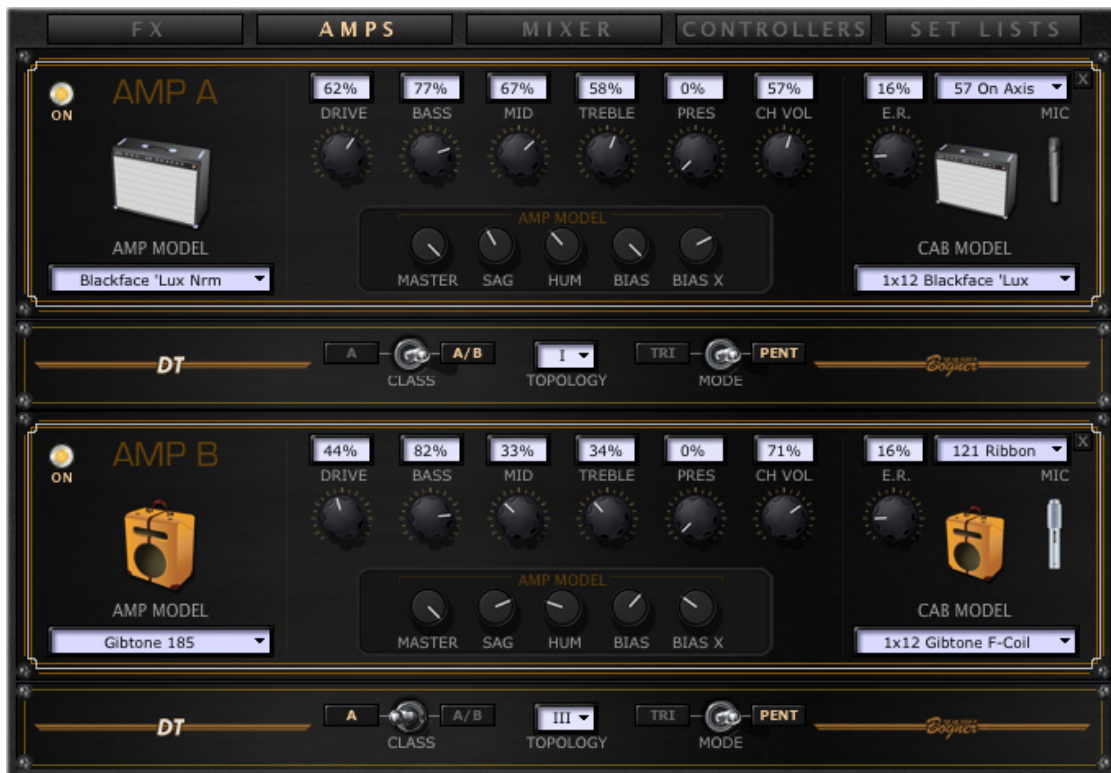 FX AMPS MIXER CONTROLLERS SET LISTS
AMP A
ON
62% 77% 67% 58% 0% 57% 16% 57 On Axis X
DRIVE BASS MID TREBLE PRES CH VOL E.R. MIC
AMP MODEL
AMP MODEL CAB MODEL
MASTER SAG HUM BIAS BIAS X
Blackface 'Lux Nrm 1x12 Blackface 'Lux
DT A A/B I TRI PENT Bogner
CLASS TOPOLOGY MODE
AMP B
ON
44% 82% 33% 34% 0% 71% 16% 121 Ribbon X
DRIVE BASS MID TREBLE PRES CH VOL E.R. MIC
AMP MODEL
AMP MODEL CAB MODEL
MASTER SAG HUM BIAS BIAS X
Gibtone 185 1x12 Gibtone F-Coil
DT A A/B III TRI PENT Bogner
CLASS TOPOLOGY MODE